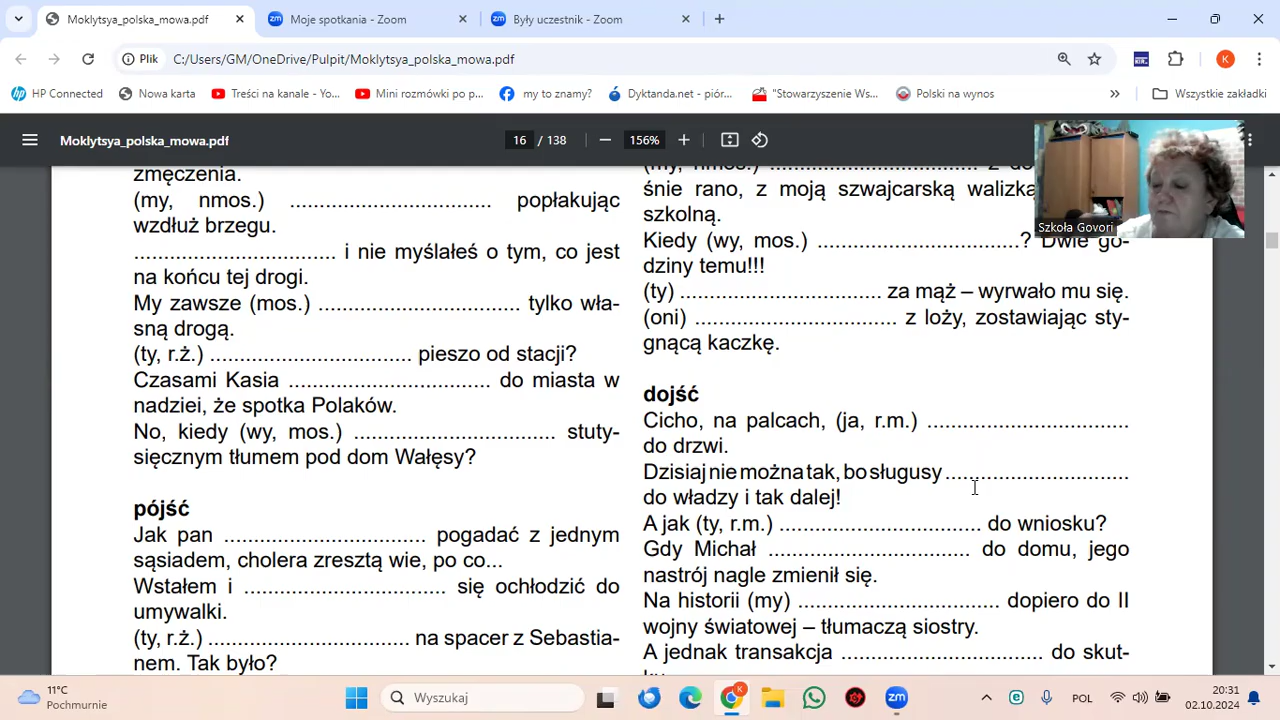 Moklytsya_polska_mowa.pdf
Moje spotkania - Zoom
Były uczestnik - Zoom
Plik
C:/Users/GM/OneDrive/Pulpit/Moklytsya_polska_mowa.pdf
HP Connected
Nowa karta
Treści na kanale - Yo...
Mini rozmówki po p...
my to znamy?
Dyktanda.net - piór...
"Stowarzyszenie Ws...
Polski na wynos
Wszystkie zakładki
Moklytsya_polska_mowa.pdf
16 / 138
156%
Szkoła Govori
zmęczenia.
(my, nmos.) .................................. popłakując
wzdłuż brzegu.
.................................. i nie myślałeś o tym, co jest
na końcu tej drogi.
My zawsze (mos.) .................................. tylko wła-
sną drogą.
(ty, r.ż.) .................................. pieszo od stacji?
Czasami Kasia .................................. do miasta w
nadziei, że spotka Polaków.
No, kiedy (wy, mos.) .................................. stuty-
sięcznym tłumem pod dom Wałęsy?
pójść
Jak pan .................................. pogadać z jednym
sąsiadem, cholera zresztą wie, po co...
Wstałem i .................................. się ochłodzić do
umywalki.
(ty, r.ż.) .................................. na spacer z Sebastia-
nem. Tak było?
(my, nmos.) ..................................
śnie rano, z moją szwajcarską walizką
szkolną.
Kiedy (wy, mos.) ..................................? Dwie go-
dziny temu!!!
(ty) .................................. za mąż – wyrwało mu się.
(oni) .................................. z loży, zostawiając sty-
gnącą kaczkę.
dojść
Cicho, na palcach, (ja, r.m.) ..................................
do drzwi.
Dzisiaj nie można tak, bo sługusy ...............................
do władzy i tak dalej!
A jak (ty, r.m.) .................................. do wniosku?
Gdy Michał .................................. do domu, jego
nastrój nagle zmienił się.
Na historii (my) .................................. dopiero do II
wojny światowej – tłumaczą siostry.
A jednak transakcja .................................. do skut-
11°C
Pochmurnie
Wyszukaj
POL
20:31
02.10.2024